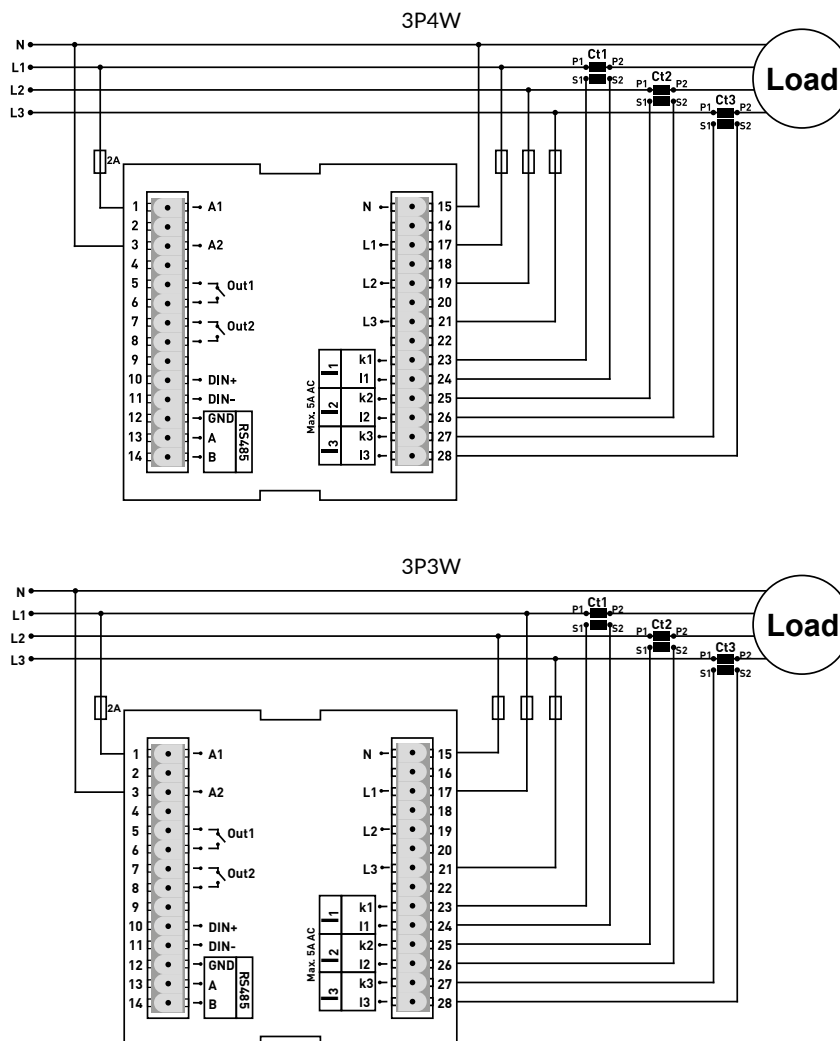 3P4W
N
L1
L2
L3
Ct1
P1 P2
S1 S2
Ct2
P1 P2
S1 S2
Ct3
P1 P2
S1 S2
Load
2A
1 A1
2
3 A2
4
5 Out1
6
7 Out2
8
9
10 DIN+
11 DIN-
12 GND
13 A
14 B
RS485
N 15
16
L1 17
18
L2 19
20
L3 21
22
k1 23
l1 24
k2 25
l2 26
k3 27
l3 28
I1
I2
I3
Max. 5A AC
3P3W
N
L1
L2
L3
Ct1
P1 P2
S1 S2
Ct2
P1 P2
S1 S2
Ct3
P1 P2
S1 S2
Load
2A
1 A1
2
3 A2
4
5 Out1
6
7 Out2
8
9
10 DIN+
11 DIN-
12 GND
13 A
14 B
RS485
N 15
16
L1 17
18
L2 19
20
L3 21
22
k1 23
l1 24
k2 25
l2 26
k3 27
l3 28
I1
I2
I3
Max. 5A AC